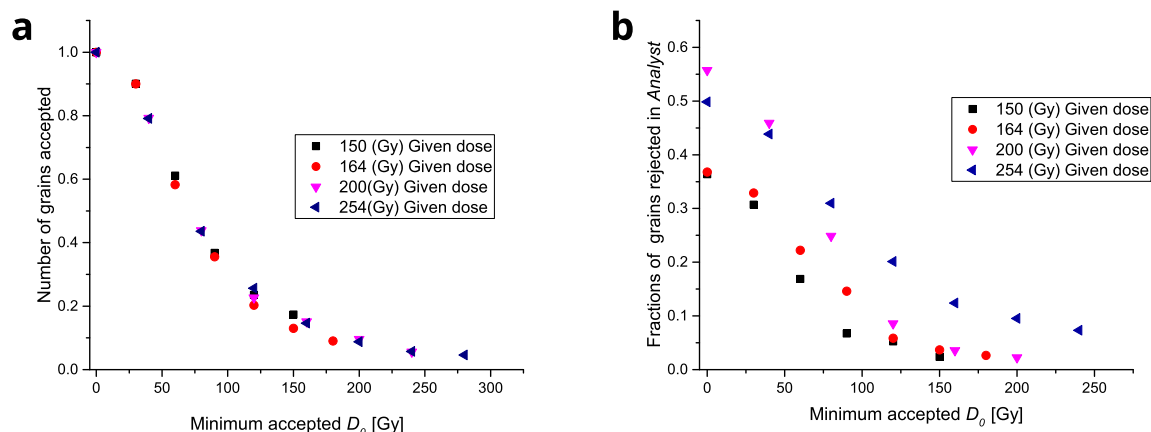 a
Number of grains accepted
1.0
0.8
0.6
0.4
0.2
0.0
0
50
100
150
200
250
300
Minimum accepted D0 [Gy]
150 (Gy) Given dose
164 (Gy) Given dose
200(Gy) Given dose
254(Gy) Given dose
b
Fractions of grains rejected in Analyst
0.6
0.5
0.4
0.3
0.2
0.1
0.0
0
50
100
150
200
250
Minimum accepted D0 [Gy]
150 (Gy) Given dose
164 (Gy) Given dose
200 (Gy) Given dose
254 (Gy) Given dose